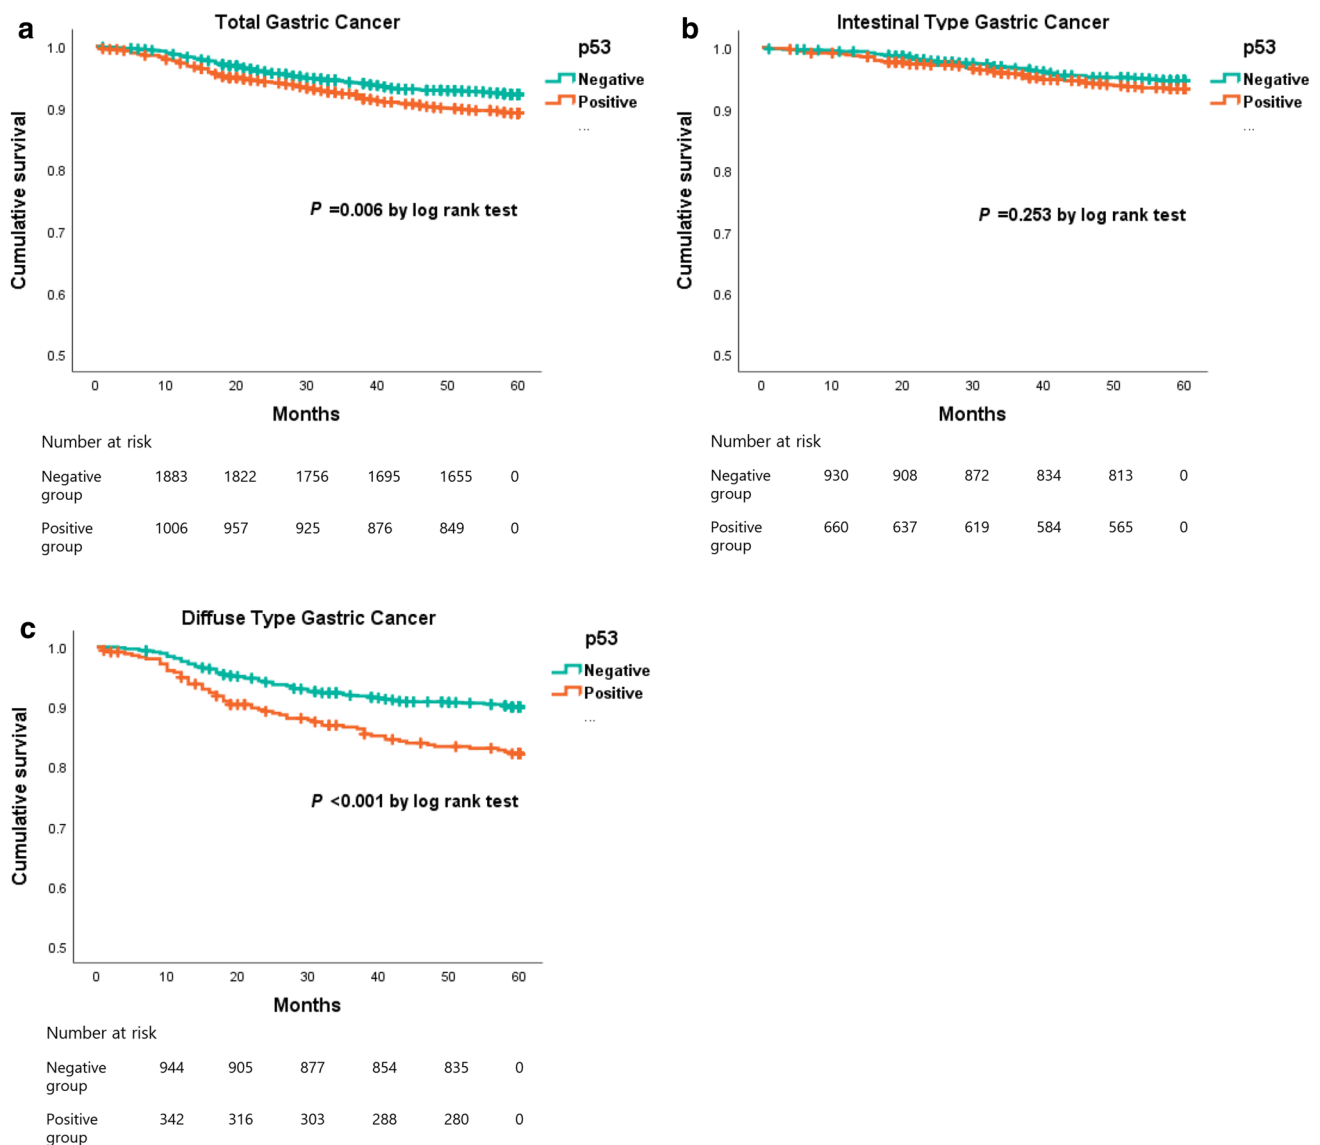 a
Total Gastric Cancer
Cumulative survival
1.0
0.9
0.8
0.7
0.6
0.5
p53
Negative
Positive
...
P =0.006 by log rank test
0 10 20 30 40 50 60
Months
Number at risk
Negative group 1883 1822 1756 1695 1655 0
Positive group 1006 957 925 876 849 0
b
Intestinal Type Gastric Cancer
Cumulative survival
1.0
0.9
0.8
0.7
0.6
0.5
p53
Negative
Positive
...
P =0.253 by log rank test
0 10 20 30 40 50 60
Months
Number at risk
Negative group 930 908 872 834 813 0
Positive group 660 637 619 584 565 0
c
Diffuse Type Gastric Cancer
Cumulative survival
1.0
0.9
0.8
0.7
0.6
0.5
p53
Negative
Positive
...
P <0.001 by log rank test
0 10 20 30 40 50 60
Months
Number at risk
Negative group 944 905 877 854 835 0
Positive group 342 316 303 288 280 0